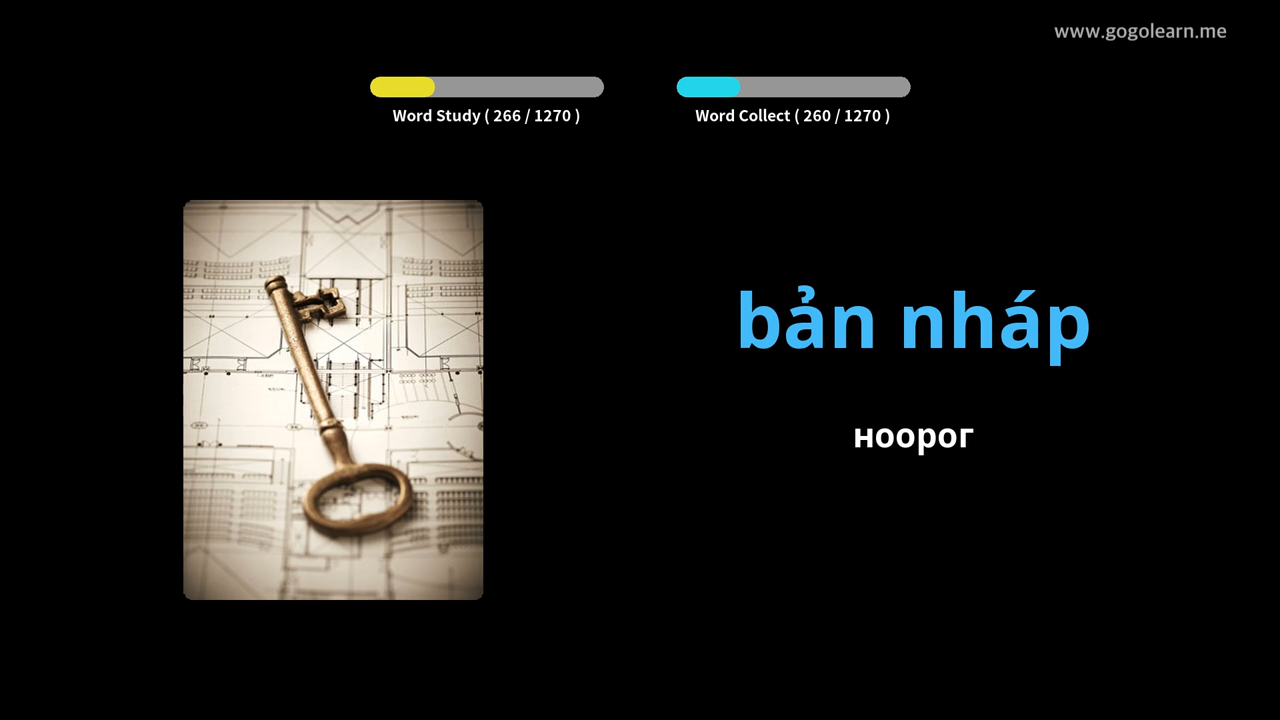 www.gogolearn.me
Word Study ( 266 / 1270 )
Word Collect ( 260 / 1270 )
bản nháp
ноорог